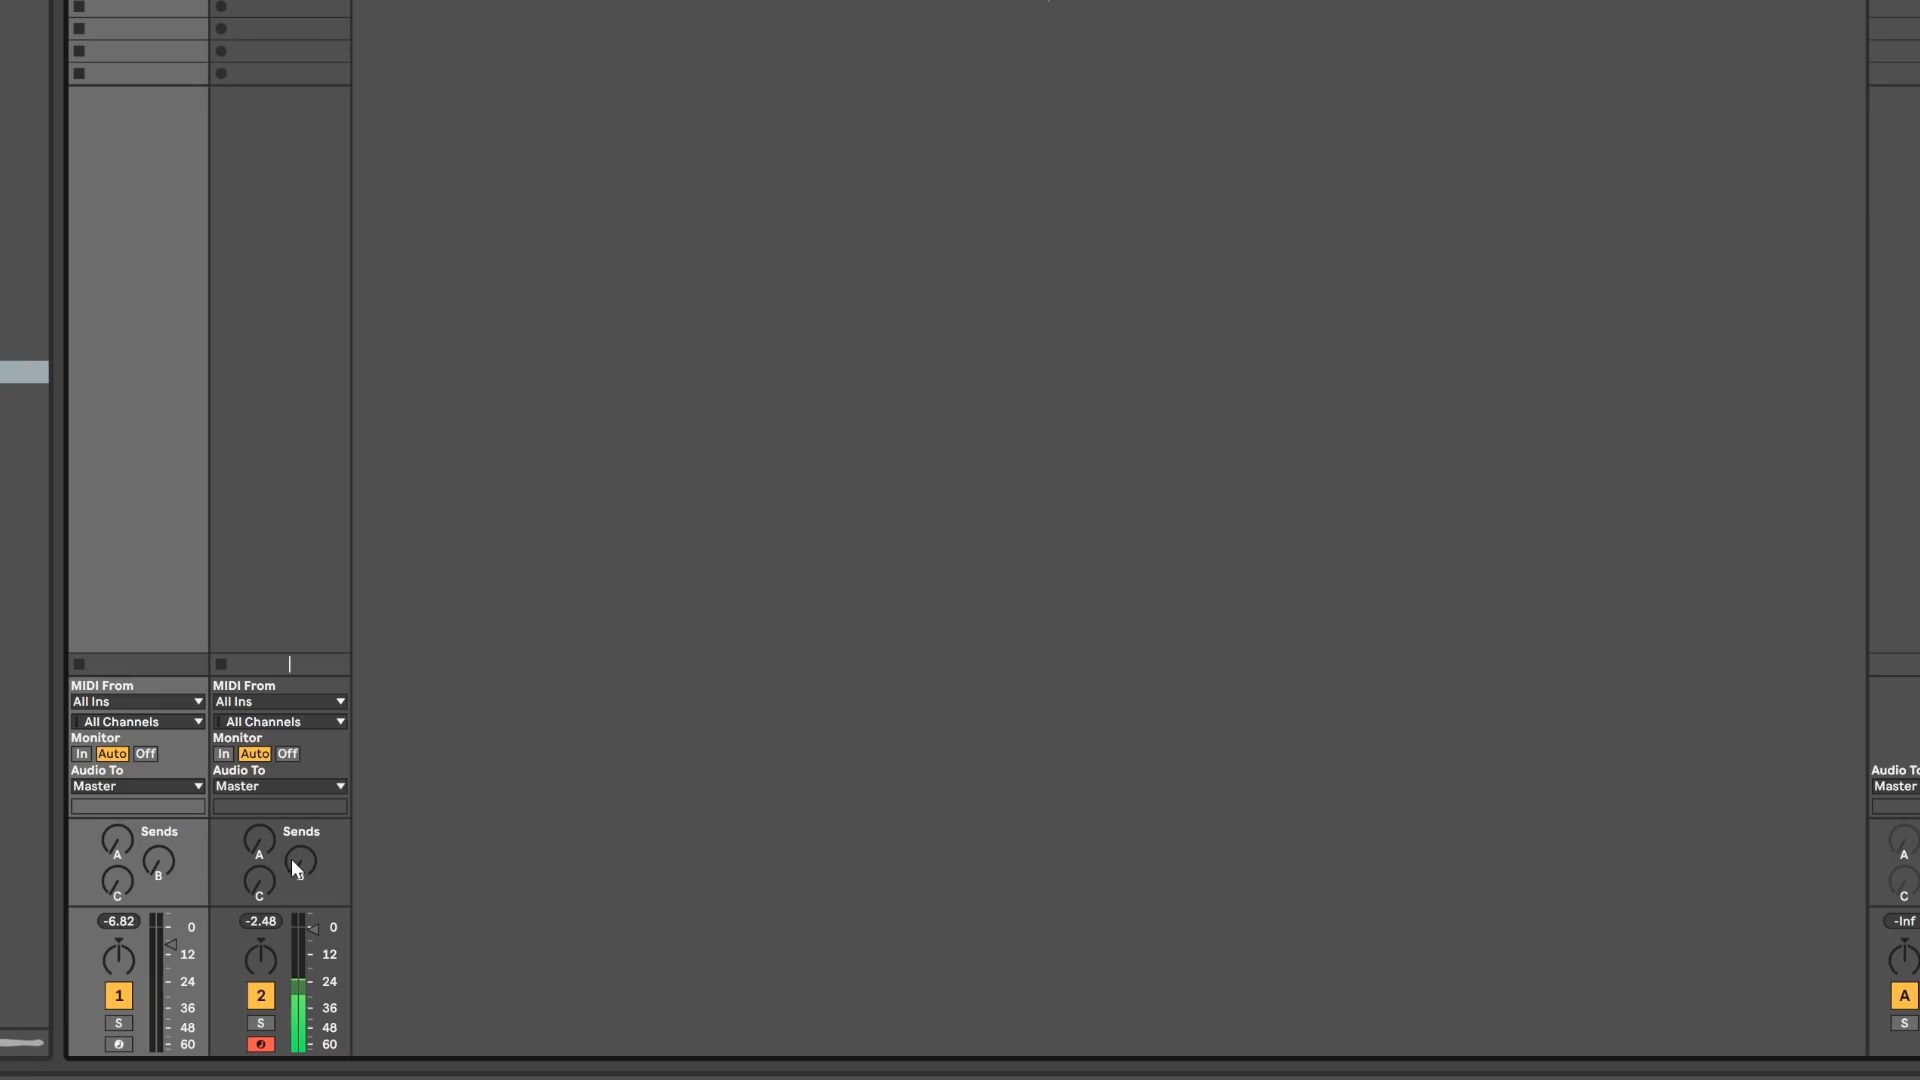 MIDI From MIDI From
All Ins All Ins
All Channels All Channels
Monitor Monitor
In Auto Off In Auto Off
Audio To Audio To Audio To
Master Master Master
Sends Sends
A A A
B
C C C
-6.82 -2.48 -Inf
0 0
12 12
24 24
1 2 A
36 36
S S S
48 48
60 60